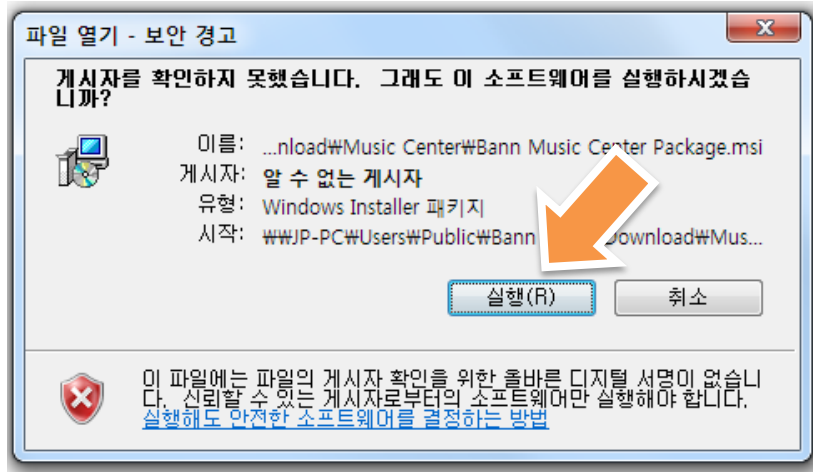 파일 열기 - 보안 경고
게시자를 확인하지 못했습니다. 그래도 이 소프트웨어를 실행하시겠습
니까?
이름: ...nload₩Music Center₩Bann Music Center Package.msi
게시자: 알 수 없는 게시자
유형: Windows Installer 패키지
시작: ₩₩JP-PC₩Users₩Public₩Bann Download₩Mus...
실행(R)
취소
이 파일에는 파일의 게시자 확인을 위한 올바른 디지털 서명이 없습니
다. 신뢰할 수 있는 게시자로부터의 소프트웨어만 실행해야 합니다.
실행해도 안전한 소프트웨어를 결정하는 방법